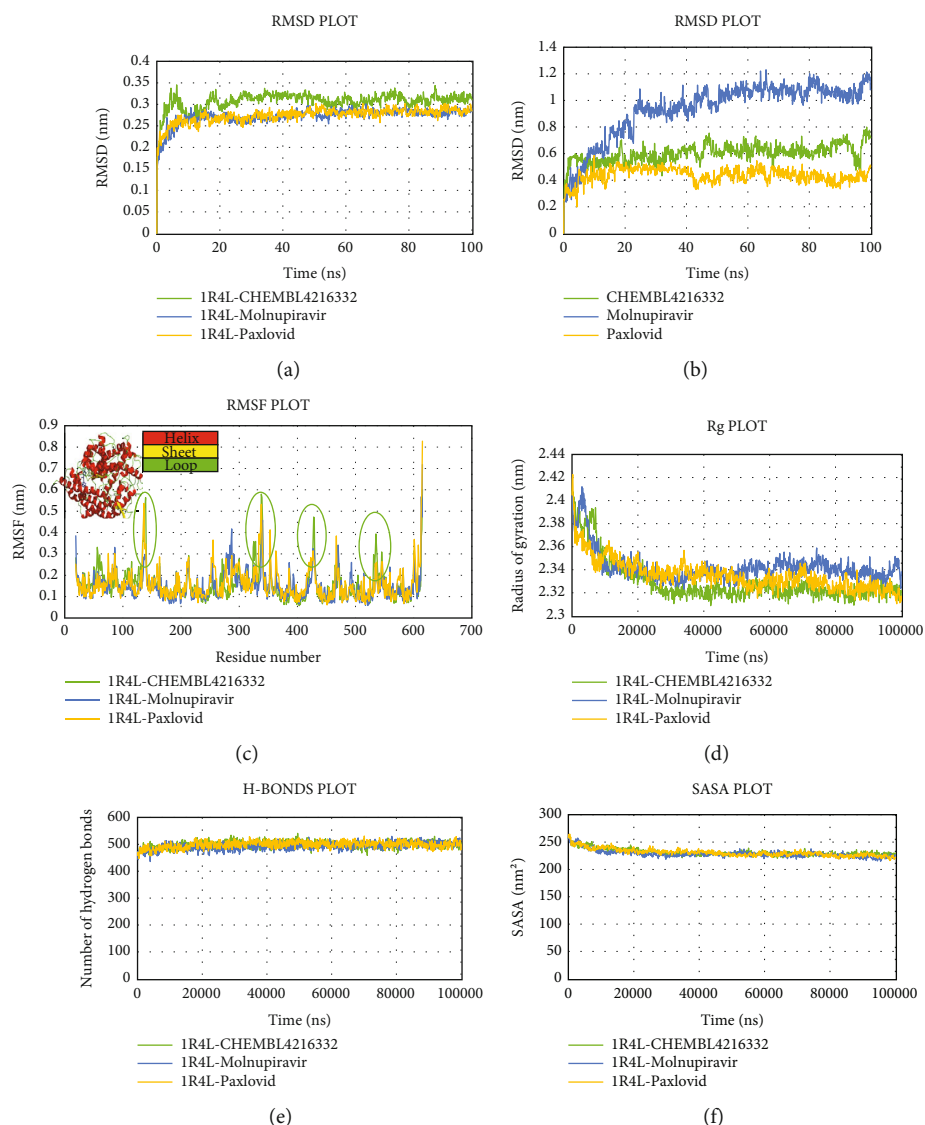 RMSD PLOT
0.4
0.35
0.3
0.25
0.2
0.15
0.1
0.05
0
RMSD (nm)
0 20 40 60 80 100
Time (ns)
1R4L-CHEMBL4216332
1R4L-Molnupiravir
1R4L-Paxlovid
(a)
RMSD PLOT
1.4
1.2
1
0.8
0.6
0.4
0.2
0
RMSD (nm)
0 20 40 60 80 100
Time (ns)
CHEMBL4216332
Molnupiravir
Paxlovid
(b)
RMSF PLOT
0.9
0.8
0.7
0.6
0.5
0.4
0.3
0.2
0.1
0
RMSF (nm)
Helix
Sheet
Loop
0 100 200 300 400 500 600 700
Residue number
1R4L-CHEMBL4216332
1R4L-Molnupiravir
1R4L-Paxlovid
(c)
Rg PLOT
2.44
2.42
2.4
2.38
2.36
2.34
2.32
2.3
Radius of gyration (nm)
0 20000 40000 60000 80000 100000
Time (ns)
1R4L-CHEMBL4216332
1R4L-Molnupiravir
1R4L-Paxlovid
(d)
H-BONDS PLOT
600
500
400
300
200
100
0
Number of hydrogen bonds
0 20000 40000 60000 80000 100000
Time (ns)
1R4L-CHEMBL4216332
1R4L-Molnupiravir
1R4L-Paxlovid
(e)
SASA PLOT
300
250
200
150
100
50
0
SASA (nm²)
0 20000 40000 60000 80000 100000
Time (ns)
1R4L-CHEMBL4216332
1R4L-Molnupiravir
1R4L-Paxlovid
(f)